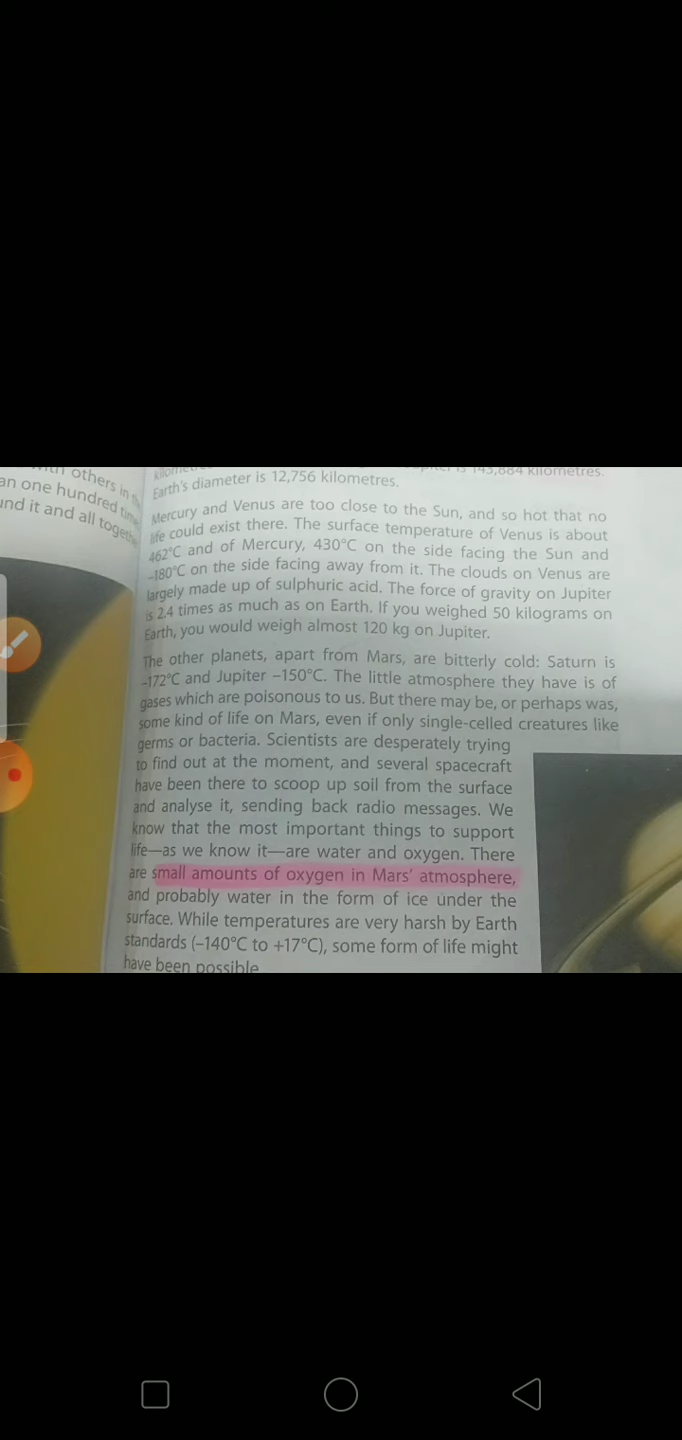 others in
an one hundred
und it and all
143,884 kilometres.
Earth's diameter is 12,756 kilometres.
Mercury and Venus are too close to the Sun, and so hot that no
life could exist there. The surface temperature of Venus is about
462°C and of Mercury, 430°C on the side facing the Sun and
–180°C on the side facing away from it. The clouds on Venus are
largely made up of sulphuric acid. The force of gravity on Jupiter
is 2.4 times as much as on Earth. If you weighed 50 kilograms on
Earth, you would weigh almost 120 kg on Jupiter.
The other planets, apart from Mars, are bitterly cold: Saturn is
–172°C and Jupiter –150°C. The little atmosphere they have is of
gases which are poisonous to us. But there may be, or perhaps was,
some kind of life on Mars, even if only single-celled creatures like
germs or bacteria. Scientists are desperately trying
to find out at the moment, and several spacecraft
have been there to scoop up soil from the surface
and analyse it, sending back radio messages. We
know that the most important things to support
life—as we know it—are water and oxygen. There
are small amounts of oxygen in Mars' atmosphere,
and probably water in the form of ice under the
surface. While temperatures are very harsh by Earth
standards (–140°C to +17°C), some form of life might
have been possible